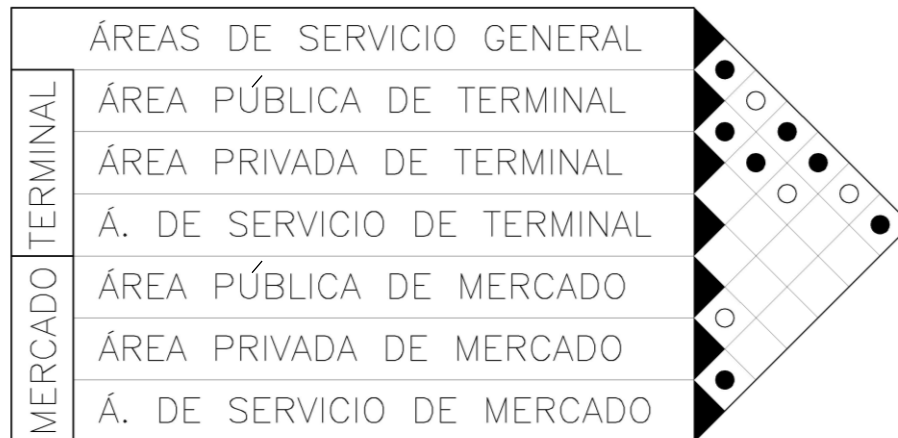 ÁREAS DE SERVICIO GENERAL
TERMINAL
ÁREA PÚBLICA DE TERMINAL
ÁREA PRIVADA DE TERMINAL
Á. DE SERVICIO DE TERMINAL
MERCADO
ÁREA PÚBLICA DE MERCADO
ÁREA PRIVADA DE MERCADO
Á. DE SERVICIO DE MERCADO